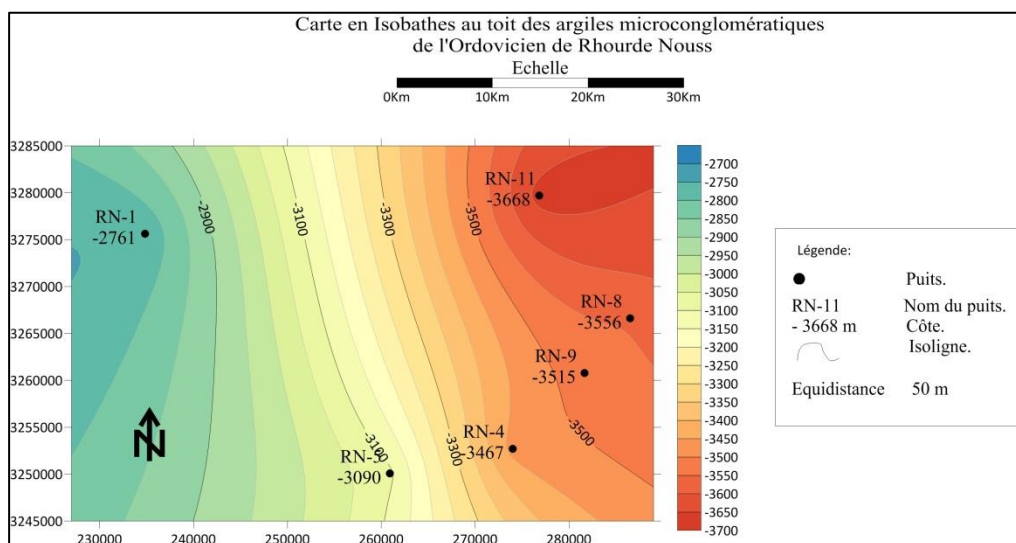 Carte en Isobathes au toit des argiles microconglomératiques
de l'Ordovicien de Rhourde Nouss
Echelle
0Km 10Km 20Km 30Km
3285000
3280000
3275000
3270000
3265000
3260000
3255000
3250000
3245000
230000 240000 250000 260000 270000 280000
RN-1
-2761
RN-11
-3668
RN-8
-3556
RN-9
-3515
RN-4
-3467
RN-5
-3090
-2900
-3100
-3300
-3500
-3100
-3300
-3500
N
-2700
-2750
-2800
-2850
-2900
-2950
-3000
-3050
-3100
-3150
-3200
-3250
-3300
-3350
-3400
-3450
-3500
-3550
-3600
-3650
-3700
Légende:
Puits.
RN-11 Nom du puits.
- 3668 m Côte.
Isoligne.
Equidistance 50 m